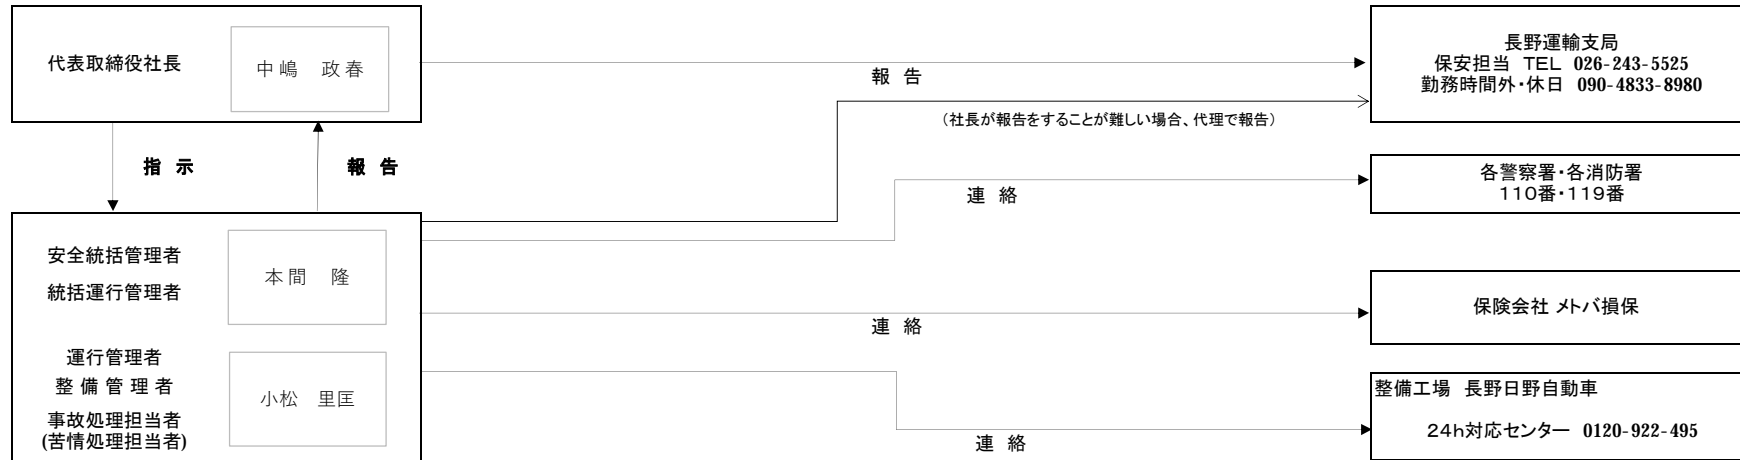 代表取締役社長
中嶋　政春
報 告
長野運輸支局
保安担当 TEL 026-243-5525
勤務時間外・休日 090-4833-8980
（社長が報告をすることが難しい場合、代理で報告）
指 示
報 告
連 絡
各警察署・各消防署
110番・119番
安全統括管理者
統括運行管理者
本間　隆
連 絡
保険会社 メトバ損保
運行管理者
整備管理者
事故処理担当者
(苦情処理担当者)
小松　里匡
連 絡
整備工場 長野日野自動車
24h対応センター 0120-922-495